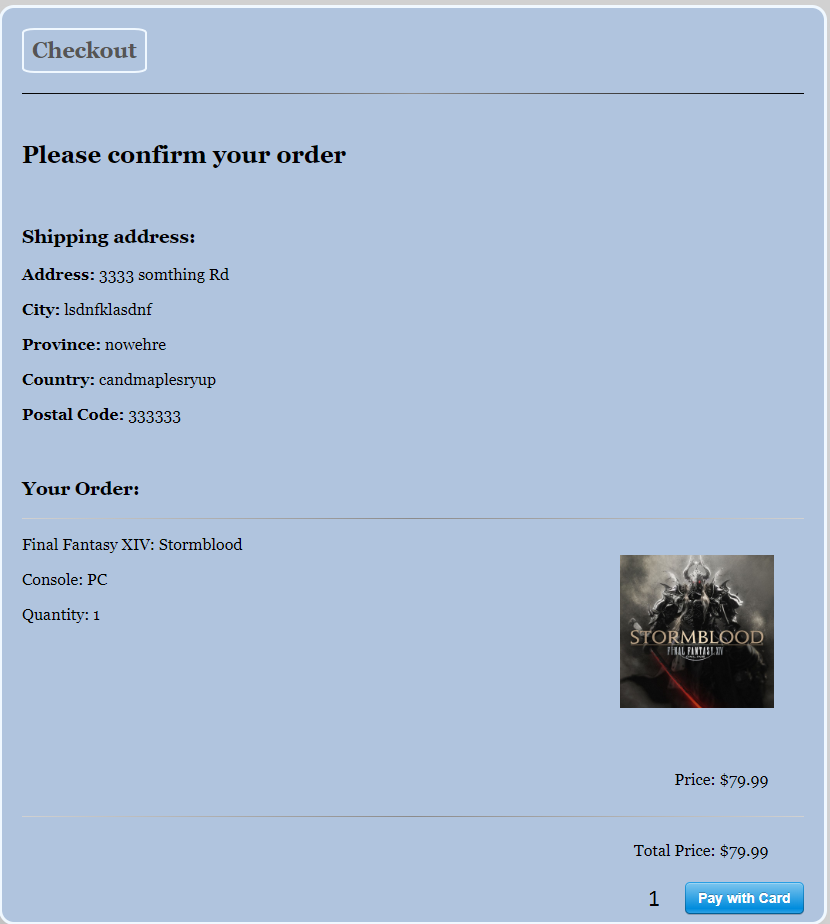 Checkout
Please confirm your order
Shipping address:
Address: 3333 somthing Rd
City: lsdnfklasdnf
Province: nowehre
Country: candmaplesryup
Postal Code: 333333
Your Order:
Final Fantasy XIV: Stormblood
Console: PC
Quantity: 1
STORMBLOOD
FINAL FANTASY XIV
Price: $79.99
Total Price: $79.99
1 Pay with Card